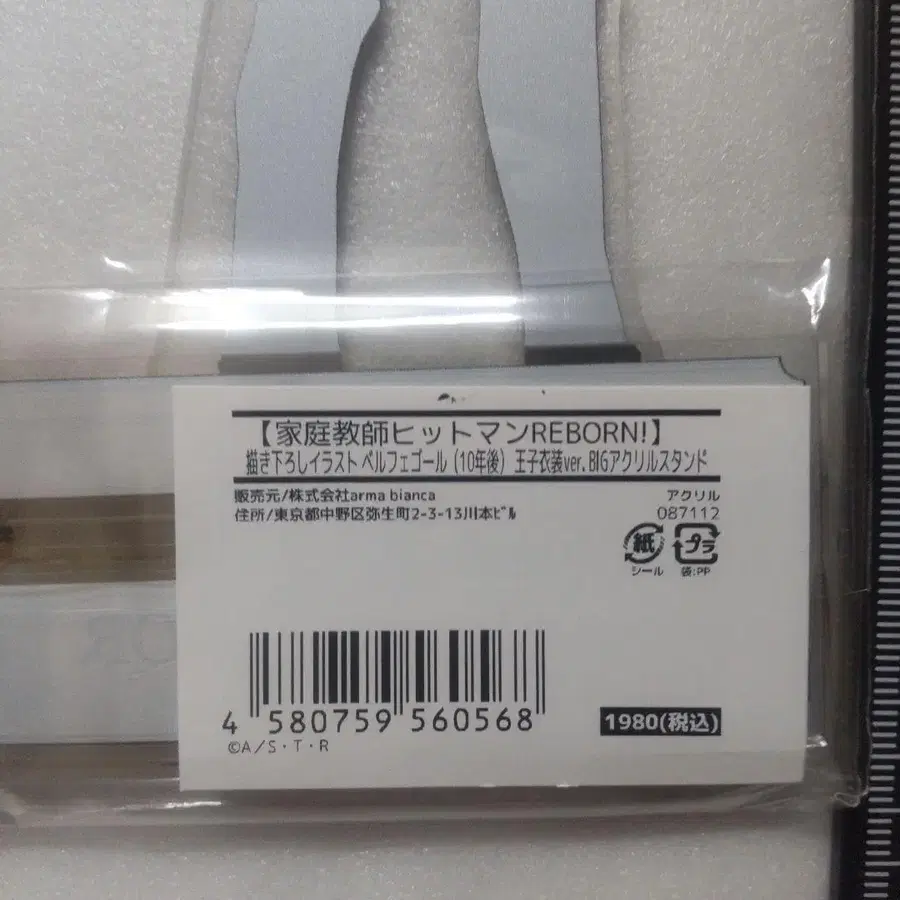 【家庭教師ヒットマンREBORN!】
描き下ろしイラスト ベルフェゴール（10年後） 王子衣装ver. BIGアクリルスタンド
販売元/株式会社arma bianca
住所/東京都中野区弥生町2-3-13川本ビル
アクリル
087112
紙
シール
プラ
袋:PP
4 580759 560568
1980(税込)
©A/S・T・R